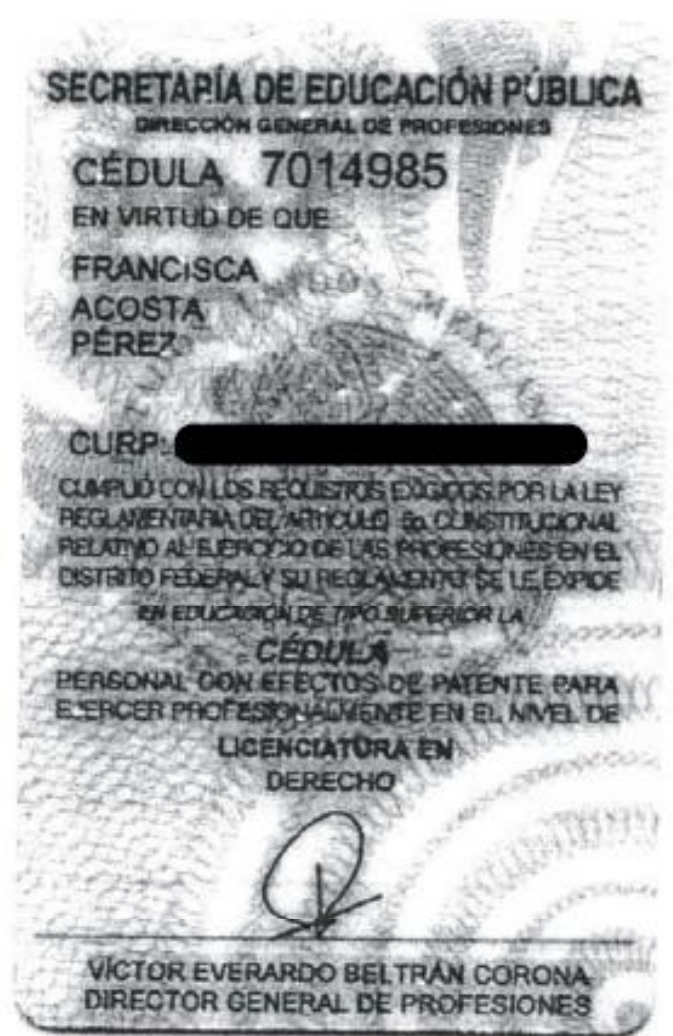 SECRETARÍA DE EDUCACIÓN PÚBLICA
DIRECCIÓN GENERAL DE PROFESIONES
CÉDULA 7014985
EN VIRTUD DE QUE
FRANCISCA
ACOSTA
PÉREZ
CURP:
CUMPLIÓ CON LOS REQUISITOS EXIGIDOS POR LA LEY
REGLAMENTARIA DEL ARTÍCULO 5o. CONSTITUCIONAL
RELATIVO AL EJERCICIO DE LAS PROFESIONES EN EL
DISTRITO FEDERAL Y SU REGLAMENTO SE LE EXPIDE
EN EDUCACIÓN DE TIPO SUPERIOR LA
CÉDULA
PERSONAL CON EFECTOS DE PATENTE PARA
EJERCER PROFESIONALMENTE EN EL NIVEL DE
LICENCIATURA EN
DERECHO
VÍCTOR EVERARDO BELTRÁN CORONA
DIRECTOR GENERAL DE PROFESIONES